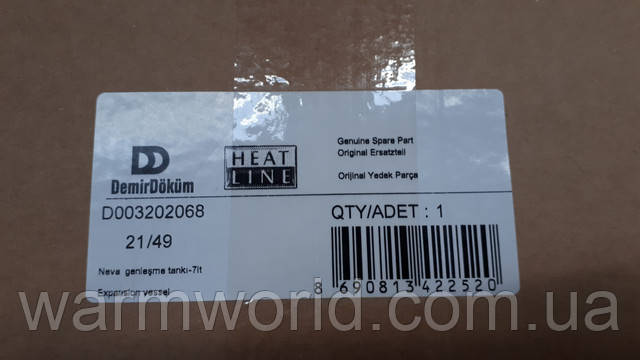 DD
DemirDöküm
HEAT
LINE
Genuine Spare Part
Original Ersatzteil
Orijinal Yedek Parça
D003202068
QTY/ADET : 1
21/49
Neva genleşme tankı-7lt
Expansion vessel
8 690813 422520
warmworld.com.ua